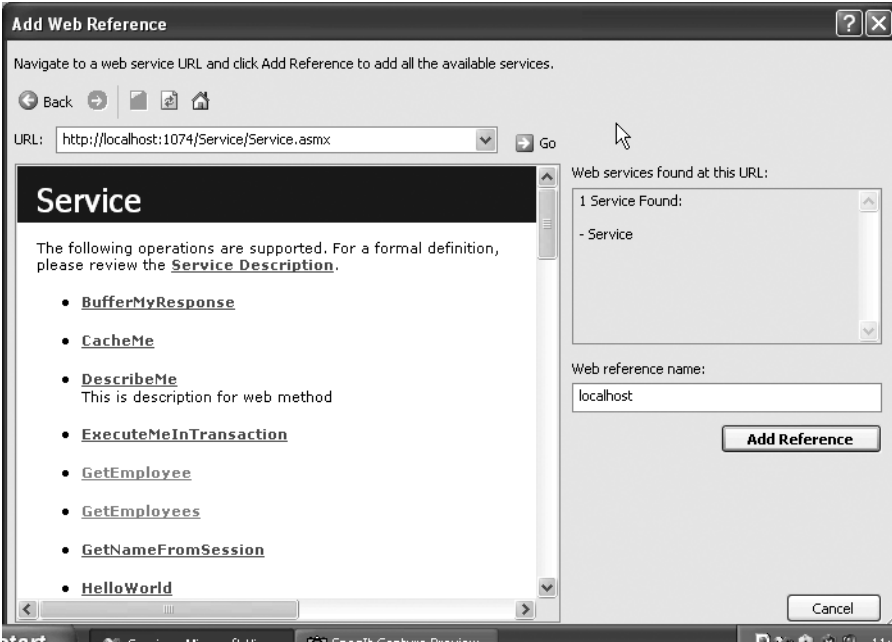 Add Web Reference
Navigate to a web service URL and click Add Reference to add all the available services.
Back
URL: http://localhost:1074/Service/Service.asmx Go
Service
The following operations are supported. For a formal definition,
please review the Service Description.
BufferMyResponse
CacheMe
DescribeMe
This is description for web method
ExecuteMeInTransaction
GetEmployee
GetEmployees
GetNameFromSession
HelloWorld
Web services found at this URL:
1 Service Found:
- Service
Web reference name:
localhost
Add Reference
Cancel